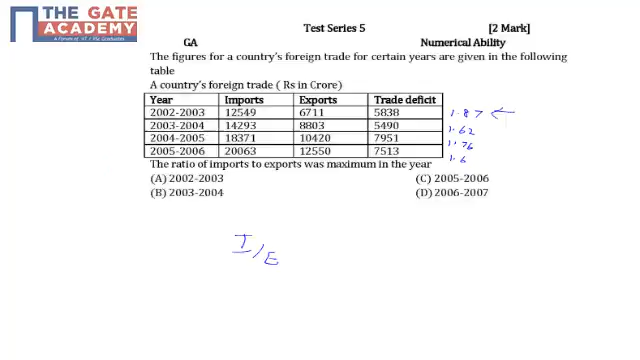 THE GATE
ACADEMY
A Forum of IIT / IISc Graduates
Test Series 5 [2 Mark]
GA Numerical Ability
The figures for a country's foreign trade for certain years are given in the following
table
A country's foreign trade ( Rs in Crore)
Year Imports Exports Trade deficit
2002-2003 12549 6711 5838 1.87 ←
2003-2004 14293 8803 5490 1.62
2004-2005 18371 10420 7951 1.76
2005-2006 20063 12550 7513 1.6
The ratio of imports to exports was maximum in the year
(A) 2002-2003 (C) 2005-2006
(B) 2003-2004 (D) 2006-2007
I/E